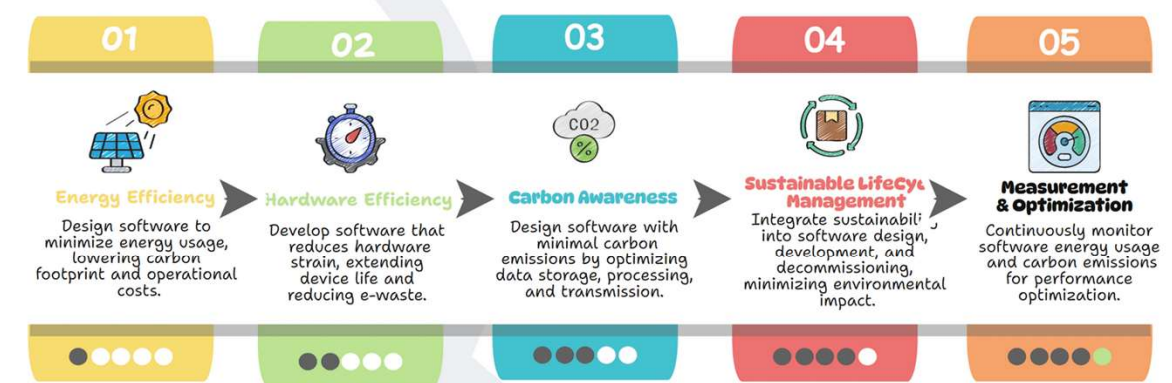 01
02
03
04
05
CO2
%
Energy Efficiency
Design software to
minimize energy usage,
lowering carbon
footprint and operational
costs.
Hardware Efficiency
Develop software that
reduces hardware
strain, extending
device life and
reducing e-waste.
Carbon Awareness
Design software with
minimal carbon
emissions by optimizing
data storage, processing,
and transmission.
Sustainable
Management
Integrate
into software design,
development, and
decommissioning,
minimizing environmental
impact.
Measurement
& Optimization
Continuously monitor
software energy usage
and carbon emissions
for performance
optimization.